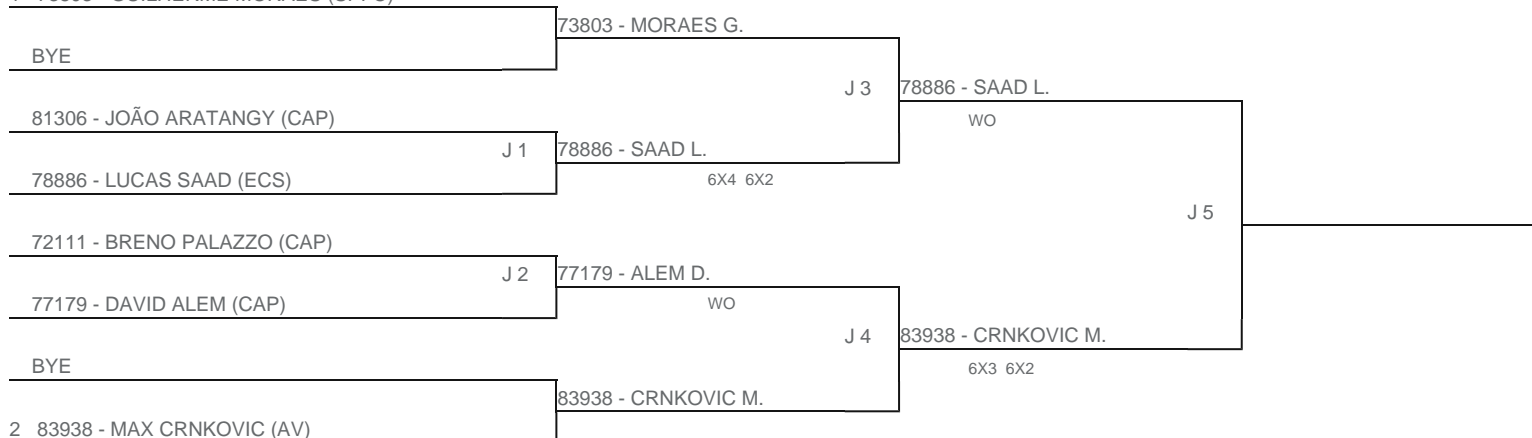 73803 - MORAES G.
BYE
J 3
78886 - SAAD L.
81306 - JOÃO ARATANGY (CAP)
WO
J 1
78886 - SAAD L.
78886 - LUCAS SAAD (ECS)
6X4 6X2
J 5
72111 - BRENO PALAZZO (CAP)
J 2
77179 - ALEM D.
77179 - DAVID ALEM (CAP)
WO
J 4
83938 - CRNKOVIC M.
BYE
6X3 6X2
83938 - CRNKOVIC M.
2 83938 - MAX CRNKOVIC (AV)